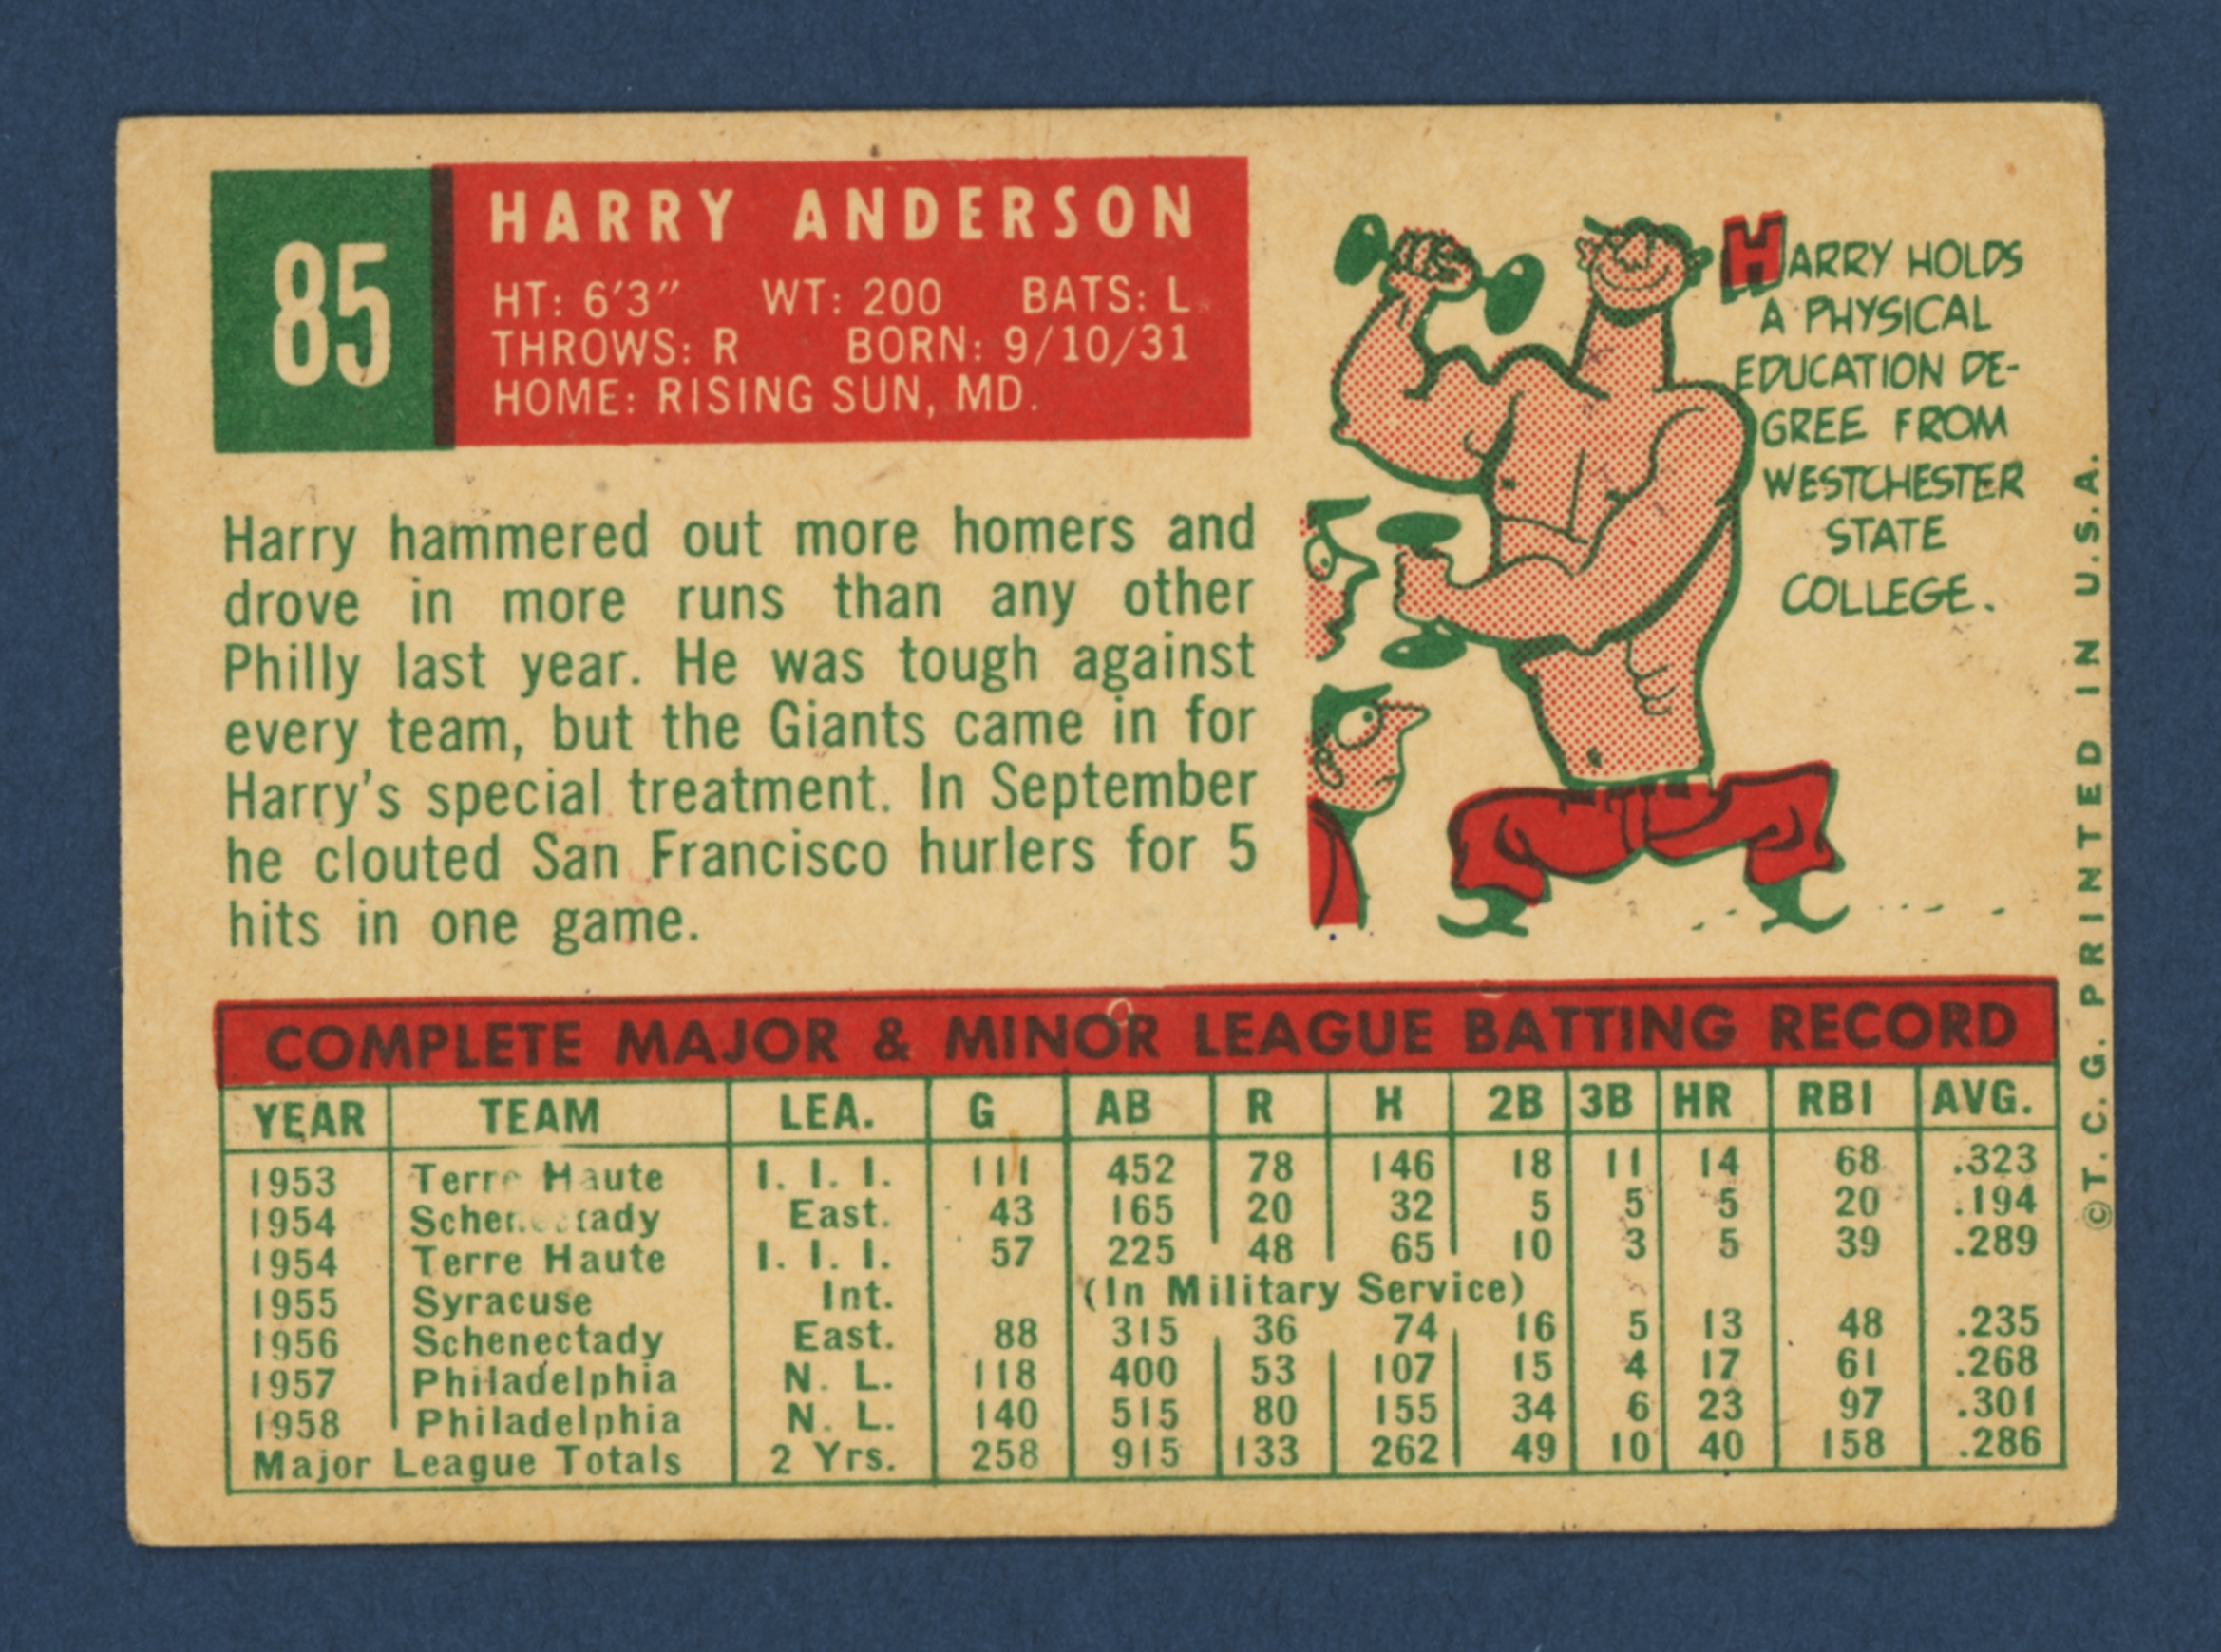 85
HARRY ANDERSON
HT: 6'3" WT: 200 BATS: L
THROWS: R BORN: 9/10/31
HOME: RISING SUN, MD.
HARRY HOLDS
A PHYSICAL
EDUCATION DE-
GREE FROM
WESTCHESTER
STATE
COLLEGE.
Harry hammered out more homers and
drove in more runs than any other
Philly last year. He was tough against
every team, but the Giants came in for
Harry's special treatment. In September
he clouted San Francisco hurlers for 5
hits in one game.
COMPLETE MAJOR & MINOR LEAGUE BATTING RECORD
YEAR TEAM LEA. G AB R H 2B 3B HR RBI AVG.
1953 Terre Haute I. I. I. 111 452 78 146 18 11 14 68 .323
1954 Schenectady East. 43 165 20 32 5 5 5 20 .194
1954 Terre Haute I. I. I. 57 225 48 65 10 3 5 39 .289
1955 Syracuse Int. (In Military Service)
1956 Schenectady East. 88 315 36 74 16 5 13 48 .235
1957 Philadelphia N. L. 118 400 53 107 15 4 17 61 .268
1958 Philadelphia N. L. 140 515 80 155 34 6 23 97 .301
Major League Totals 2 Yrs. 258 915 133 262 49 10 40 158 .286
©T. C. G. PRINTED IN U.S.A.